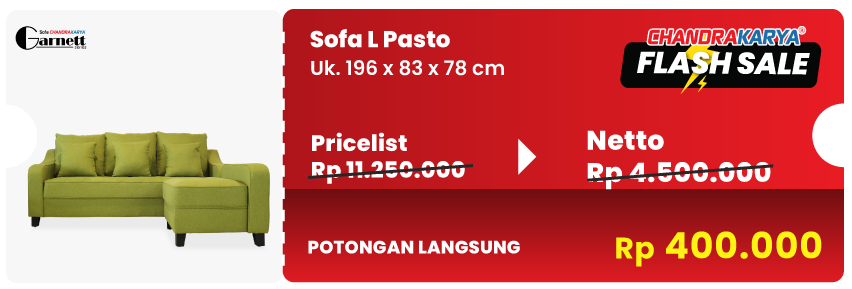 Sofa CHANDRAKARYA
Garnett
SERIES
Sofa L Pasto
Uk. 196 x 83 x 78 cm
CHANDRAKARYA®
FLASH SALE
Pricelist
Rp 11.250.000
Netto
Rp 4.500.000
POTONGAN LANGSUNG
Rp 400.000